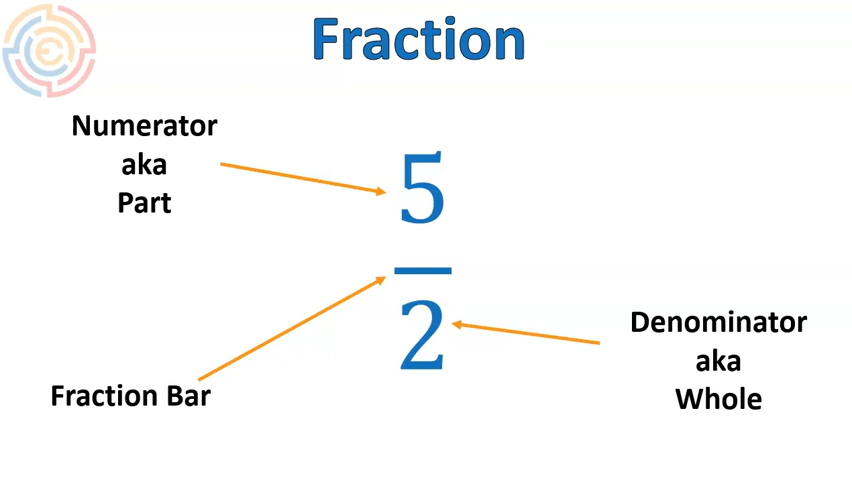 Fraction
Numerator
aka
Part
5
2
Denominator
aka
Whole
Fraction Bar